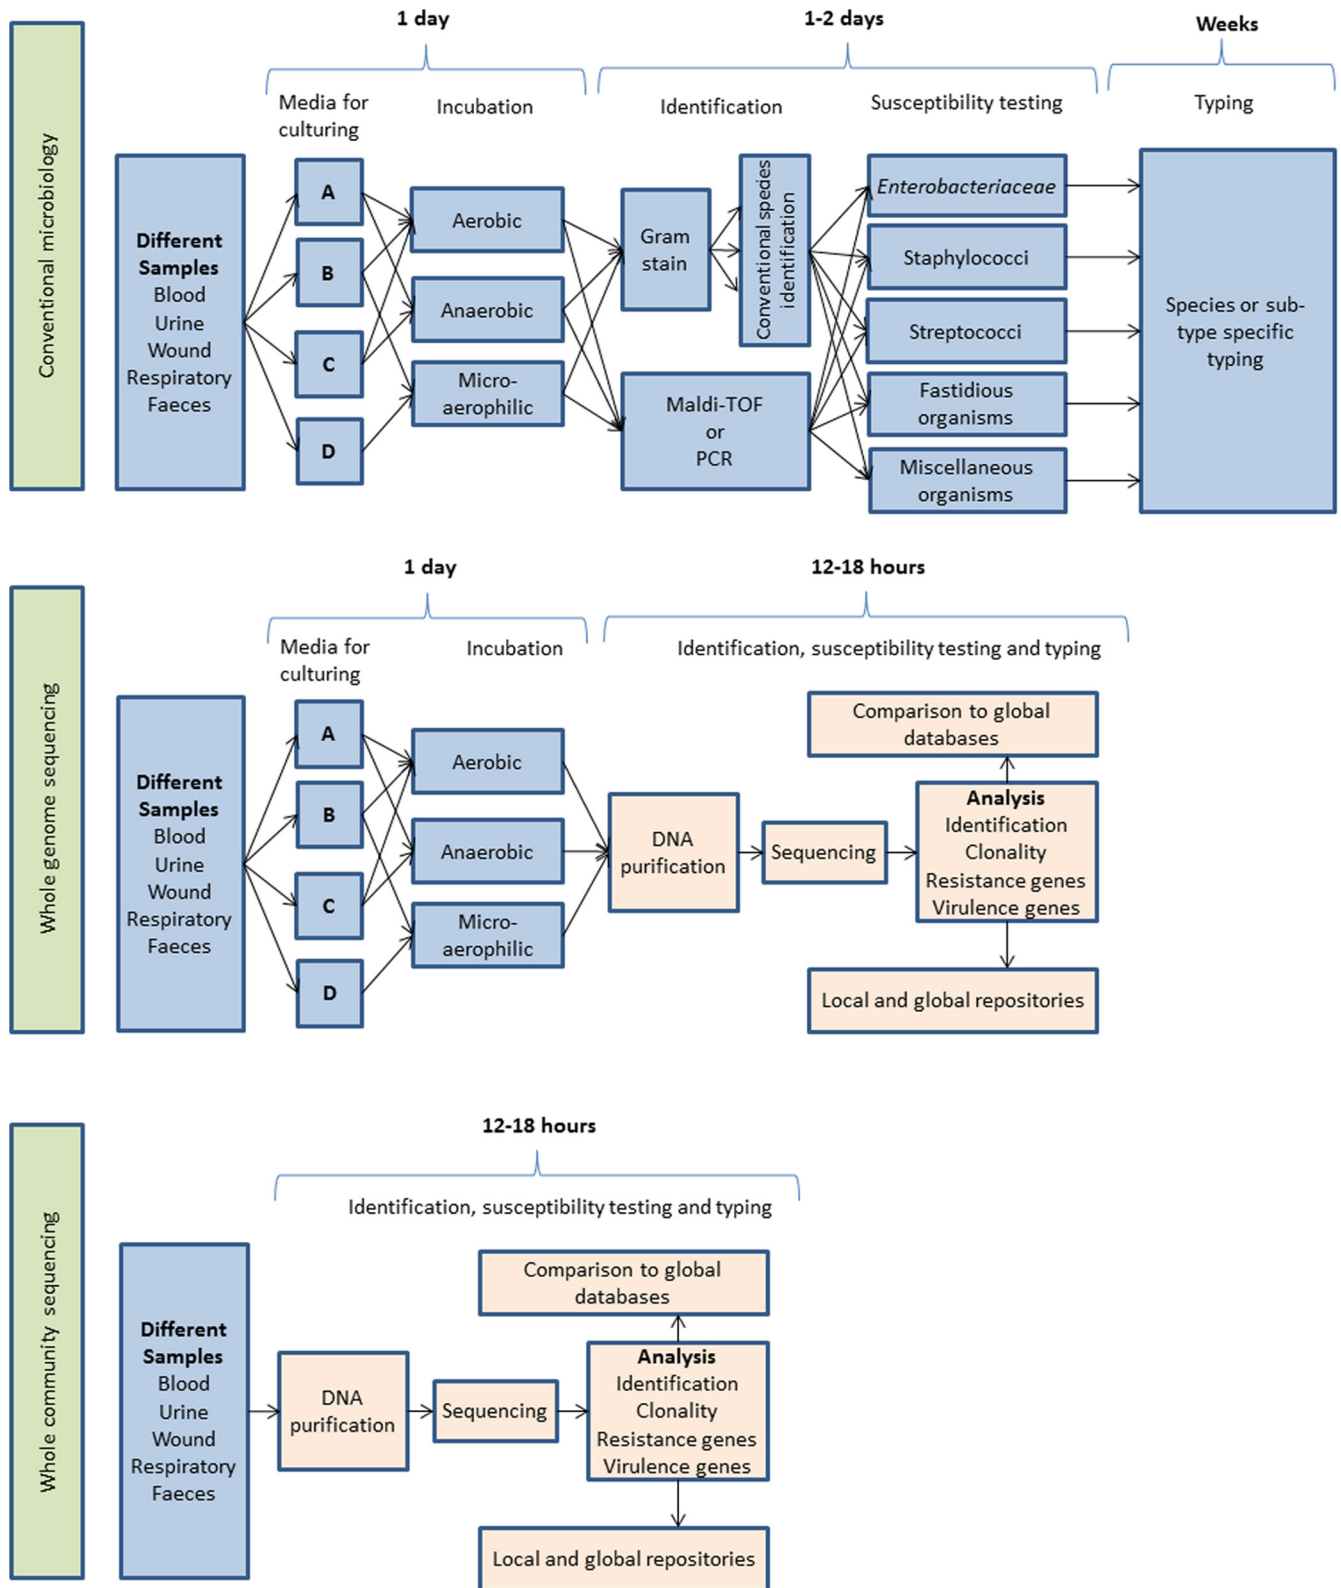 Conventional microbiology
1 day
1-2 days
Weeks
Media for
culturing
Incubation
Identification
Susceptibility testing
Typing
Different
Samples
Blood
Urine
Wound
Respiratory
Faeces
A
B
C
D
Aerobic
Anaerobic
Micro-
aerophilic
Gram
stain
Conventional spedes
identification
Maldi-TOF
or
PCR
Enterobacteriaceae
Staphylococci
Streptococci
Fastidious
organisms
Miscellaneous
organisms
Species or sub-
type specific
typing
Whole genome sequencing
1 day
12-18 hours
Media for
culturing
Incubation
Identification, susceptibility testing and typing
Different
Samples
Blood
Urine
Wound
Respiratory
Faeces
A
B
C
D
Aerobic
Anaerobic
Micro-
aerophilic
DNA
purification
Sequencing
Comparison to global
databases
Analysis
Identification
Clonality
Resistance genes
Virulence genes
Local and global repositories
Whole community sequencing
12-18 hours
Identification, susceptibility testing and typing
Different
Samples
Blood
Urine
Wound
Respiratory
Faeces
DNA
purification
Sequencing
Comparison to global
databases
Analysis
Identification
Clonality
Resistance genes
Virulence genes
Local and global repositories